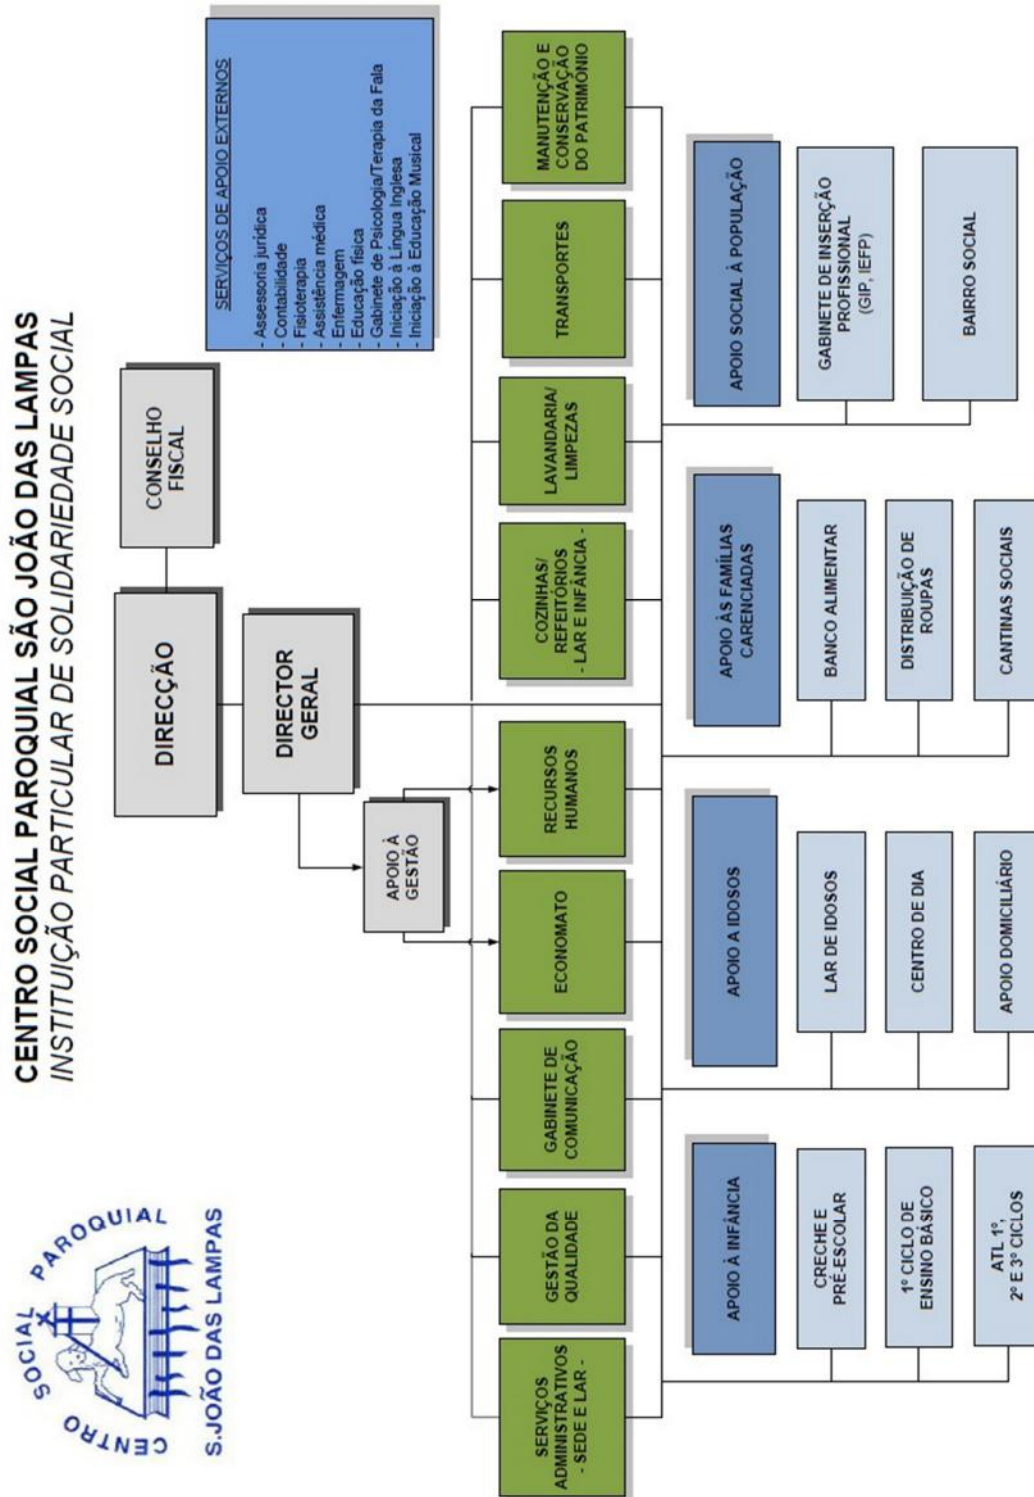 CENTRO SOCIAL PAROQUIAL
S.JOÃO DAS LAMPAS
CENTRO SOCIAL PAROQUIAL SÃO JOÃO DAS LAMPAS
INSTITUIÇÃO PARTICULAR DE SOLIDARIEDADE SOCIAL
DIRECÇÃO
CONSELHO
FISCAL
DIRECTOR
GERAL
APOIO À
GESTÃO
SERVIÇOS DE APOIO EXTERNOS
- Assessoria jurídica
- Contabilidade
- Fisioterapia
- Assistência médica
- Enfermagem
- Educação física
- Gabinete de Psicologia/Terapia da Fala
- Iniciação à Língua Inglesa
- Iniciação à Educação Musical
SERVIÇOS
ADMINISTRATIVOS
- SEDE E LAR -
GESTÃO DA
QUALIDADE
GABINETE DE
COMUNICAÇÃO
ECONOMATO
RECURSOS
HUMANOS
COZINHAS/
REFEITÓRIOS
- LAR E INFÂNCIA -
LAVANDARIA/
LIMPEZAS
TRANSPORTES
MANUTENÇÃO E
CONSERVAÇÃO
DO PATRIMÓNIO
APOIO À INFÂNCIA
CRECHE E
PRÉ-ESCOLAR
1º CICLO DE
ENSINO BÁSICO
ATL 1º,
2º E 3º CICLOS
APOIO A IDOSOS
LAR DE IDOSOS
CENTRO DE DIA
APOIO DOMICILIÁRIO
APOIO ÀS FAMÍLIAS
CARENCIADAS
BANCO ALIMENTAR
DISTRIBUIÇÃO DE
ROUPAS
CANTINAS SOCIAIS
APOIO SOCIAL À POPULAÇÃO
GABINETE DE INSERÇÃO
PROFISSIONAL
(GIP, IEFP)
BAIRRO SOCIAL